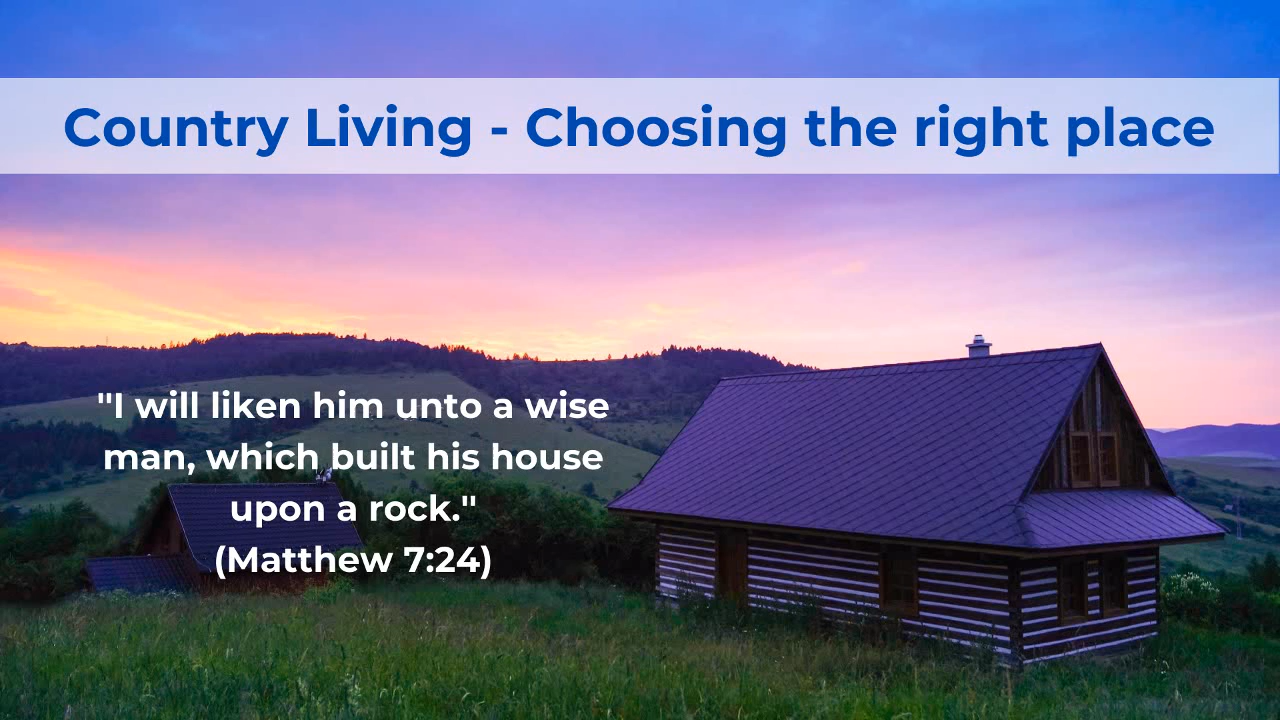 Country Living - Choosing the right place
"I will liken him unto a wise
man, which built his house
upon a rock."
(Matthew 7:24)